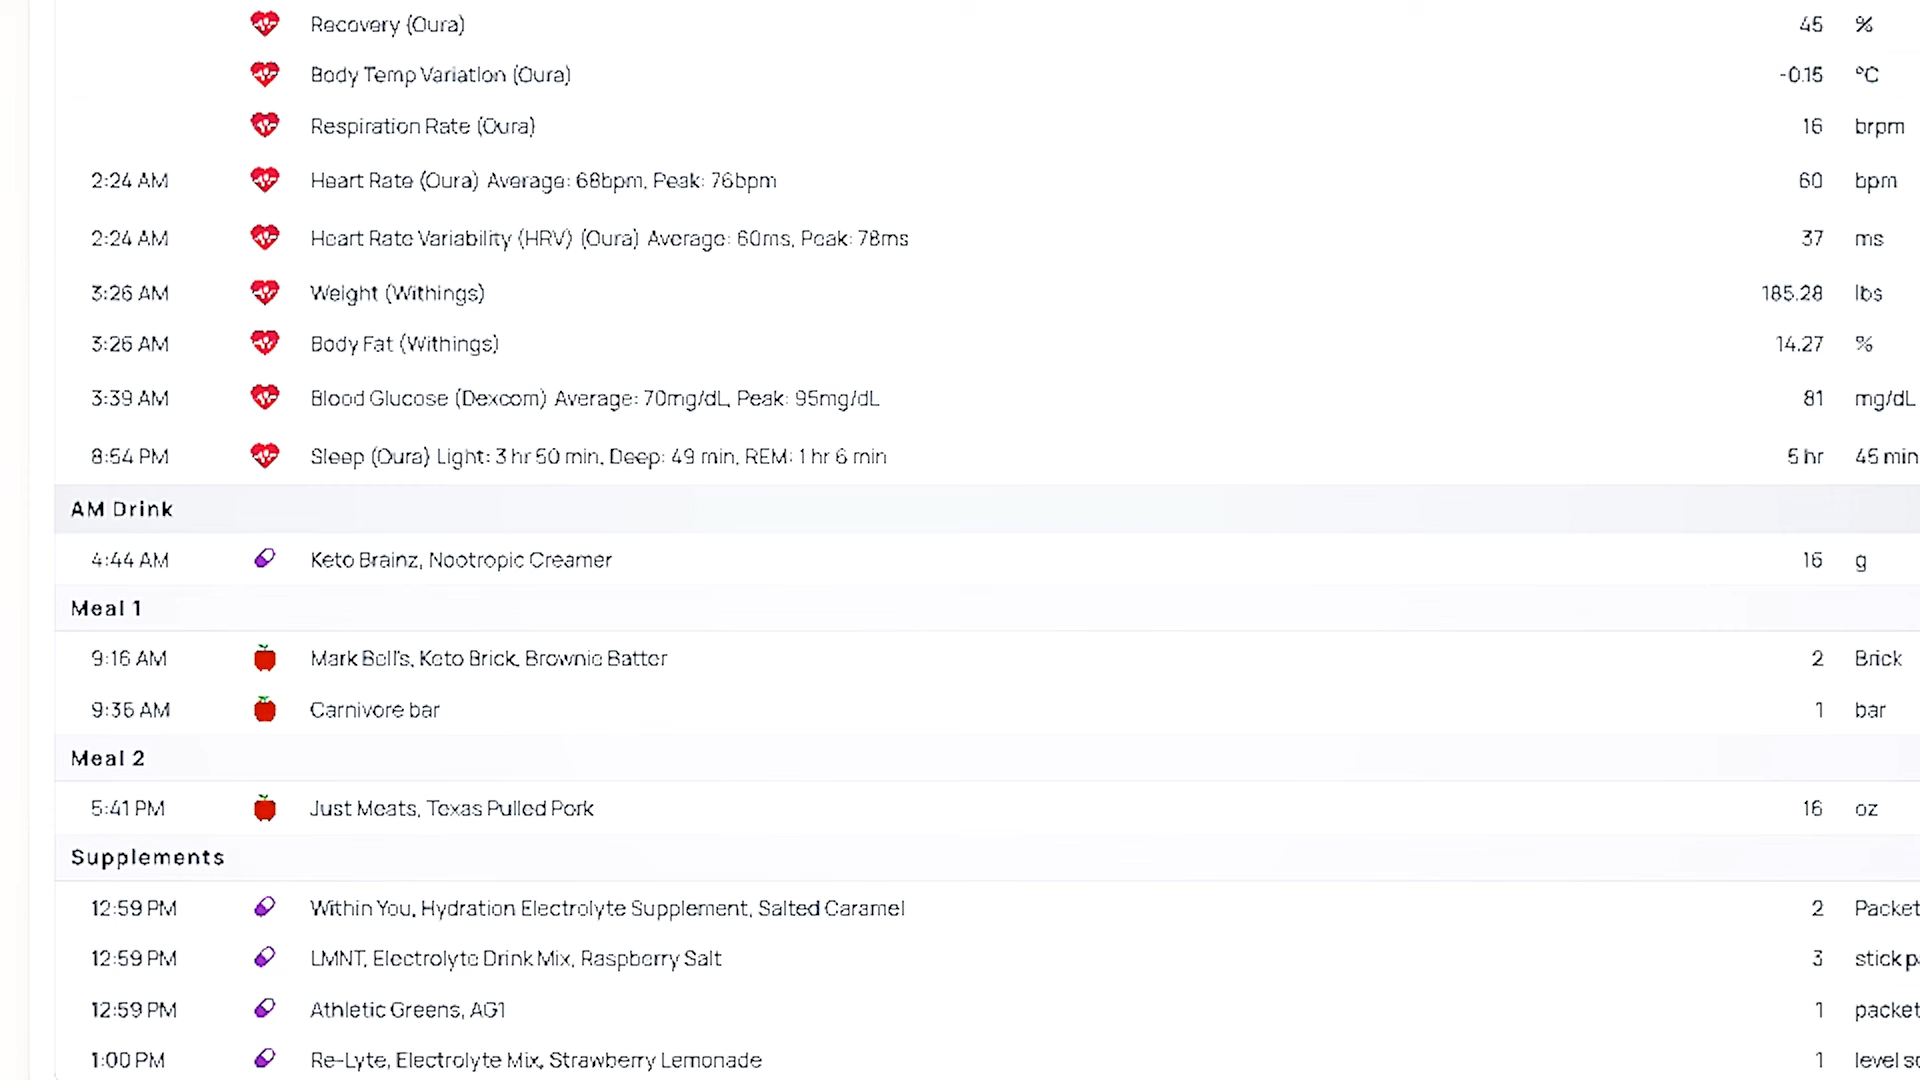 Recovery (Oura) 45 %
Body Temp Variation (Oura) -0.15 °C
Respiration Rate (Oura) 16 brpm
2:24 AM Heart Rate (Oura) Average: 68bpm, Peak: 76bpm 60 bpm
2:24 AM Heart Rate Variability (HRV) (Oura) Average: 60ms, Peak: 78ms 37 ms
3:26 AM Weight (Withings) 185.28 lbs
3:26 AM Body Fat (Withings) 14.27 %
3:39 AM Blood Glucose (Dexcom) Average: 70mg/dL, Peak: 95mg/dL 81 mg/dL
8:54 PM Sleep (Oura) Light: 3 hr 50 min, Deep: 49 min, REM: 1 hr 6 min 5 hr 45 min
AM Drink
4:44 AM Keto Brainz, Nootropic Creamer 16 g
Meal 1
9:16 AM Mark Bell's, Keto Brick, Brownie Batter 2 Brick
9:36 AM Carnivore bar 1 bar
Meal 2
5:41 PM Just Meats, Texas Pulled Pork 16 oz
Supplements
12:59 PM Within You, Hydration Electrolyte Supplement, Salted Caramel 2 Packet
12:59 PM LMNT, Electrolyte Drink Mix, Raspberry Salt 3 stick p
12:59 PM Athletic Greens, AG1 1 packet
1:00 PM Re-Lyte, Electrolyte Mix, Strawberry Lemonade 1 level sc